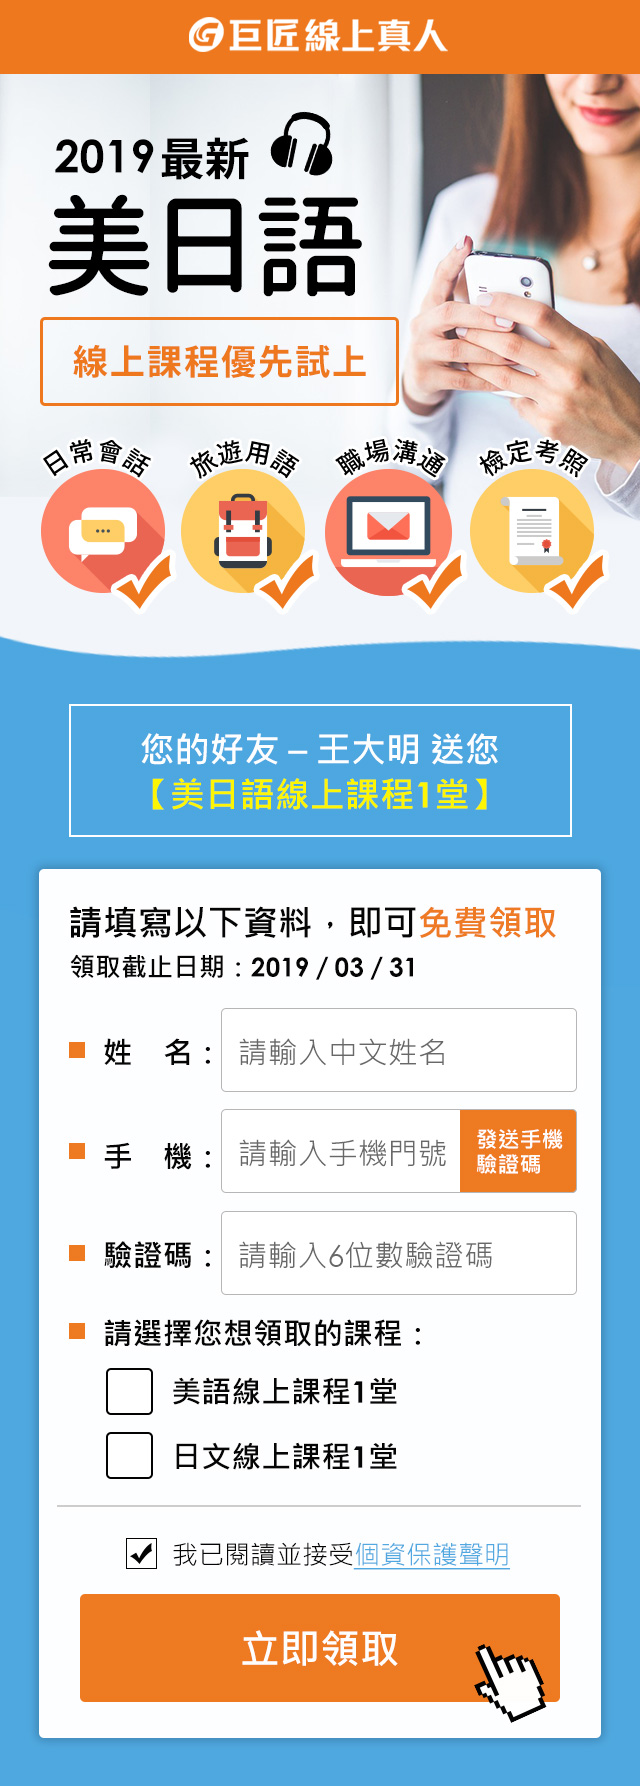 巨匠線上真人
2019最新
美日語
線上課程優先試上
日常會話
旅遊用語
職場溝通
檢定考照
您的好友 – 王大明 送您
【美日語線上課程1堂】
請填寫以下資料，即可免費領取
領取截止日期：2019 / 03 / 31
姓　名：
請輸入中文姓名
手　機：
請輸入手機門號
發送手機
驗證碼
驗證碼：
請輸入6位數驗證碼
請選擇您想領取的課程：
美語線上課程1堂
日文線上課程1堂
我已閱讀並接受個資保護聲明
立即領取